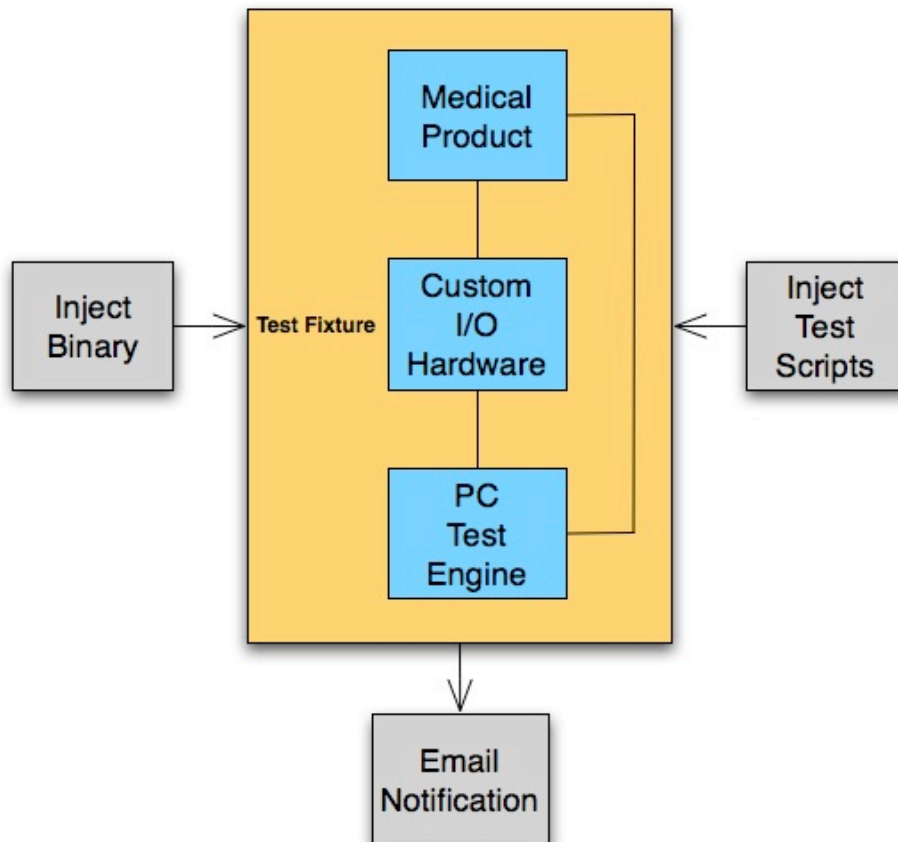 Medical
Product
Inject
Binary
Test Fixture
Custom
I/O
Hardware
Inject
Test
Scripts
PC
Test
Engine
Email
Notification